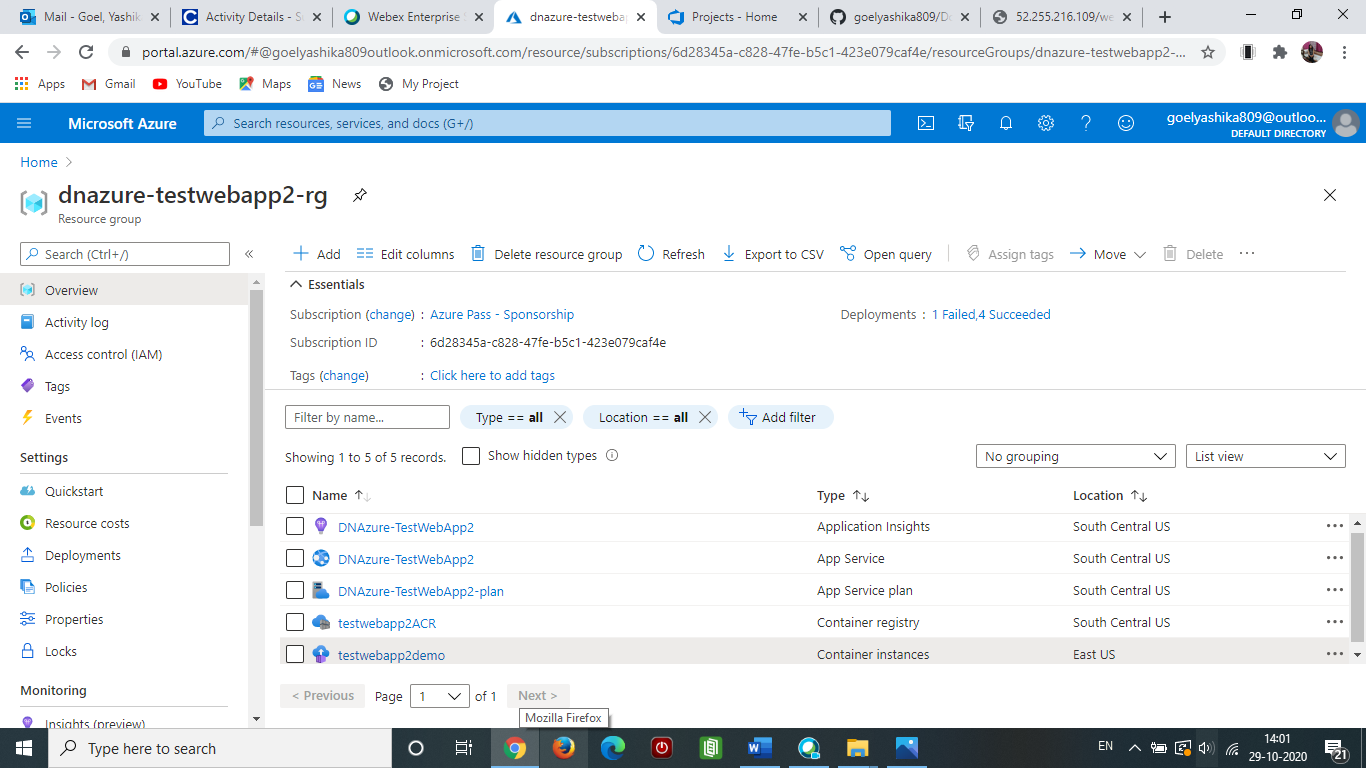 Mail - Goel, Yashik
Activity Details - S
Webex Enterprise
dnazure-testwebap
Projects - Home
goelyashika809/D
52.255.216.109/we
portal.azure.com/#@goelyashika809outlook.onmicrosoft.com/resource/subscriptions/6d28345a-c828-47fe-b5c1-423e079caf4e/resourceGroups/dnazure-testwebapp2-...
Apps
Gmail
YouTube
Maps
News
My Project
Microsoft Azure
Search resources, services, and docs (G+/)
goelyashika809@outloo...
DEFAULT DIRECTORY
Home
dnazure-testwebapp2-rg
Resource group
Search (Ctrl+/)
«
Overview
Activity log
Access control (IAM)
Tags
Events
Settings
Quickstart
Resource costs
Deployments
Policies
Properties
Locks
Monitoring
Insights (preview)
Add
Edit columns
Delete resource group
Refresh
Export to CSV
Open query
Assign tags
Move
Delete
Essentials
Subscription (change) : Azure Pass - Sponsorship
Deployments : 1 Failed,4 Succeeded
Subscription ID : 6d28345a-c828-47fe-b5c1-423e079caf4e
Tags (change) : Click here to add tags
Filter by name...
Type == all
Location == all
Add filter
Showing 1 to 5 of 5 records.
Show hidden types
No grouping
List view
Name Type Location
DNAzure-TestWebApp2 Application Insights South Central US
DNAzure-TestWebApp2 App Service South Central US
DNAzure-TestWebApp2-plan App Service plan South Central US
testwebapp2ACR Container registry South Central US
testwebapp2demo Container instances East US
< Previous Page 1 of 1 Next >
Mozilla Firefox
Type here to search
EN
14:01
29-10-2020
21